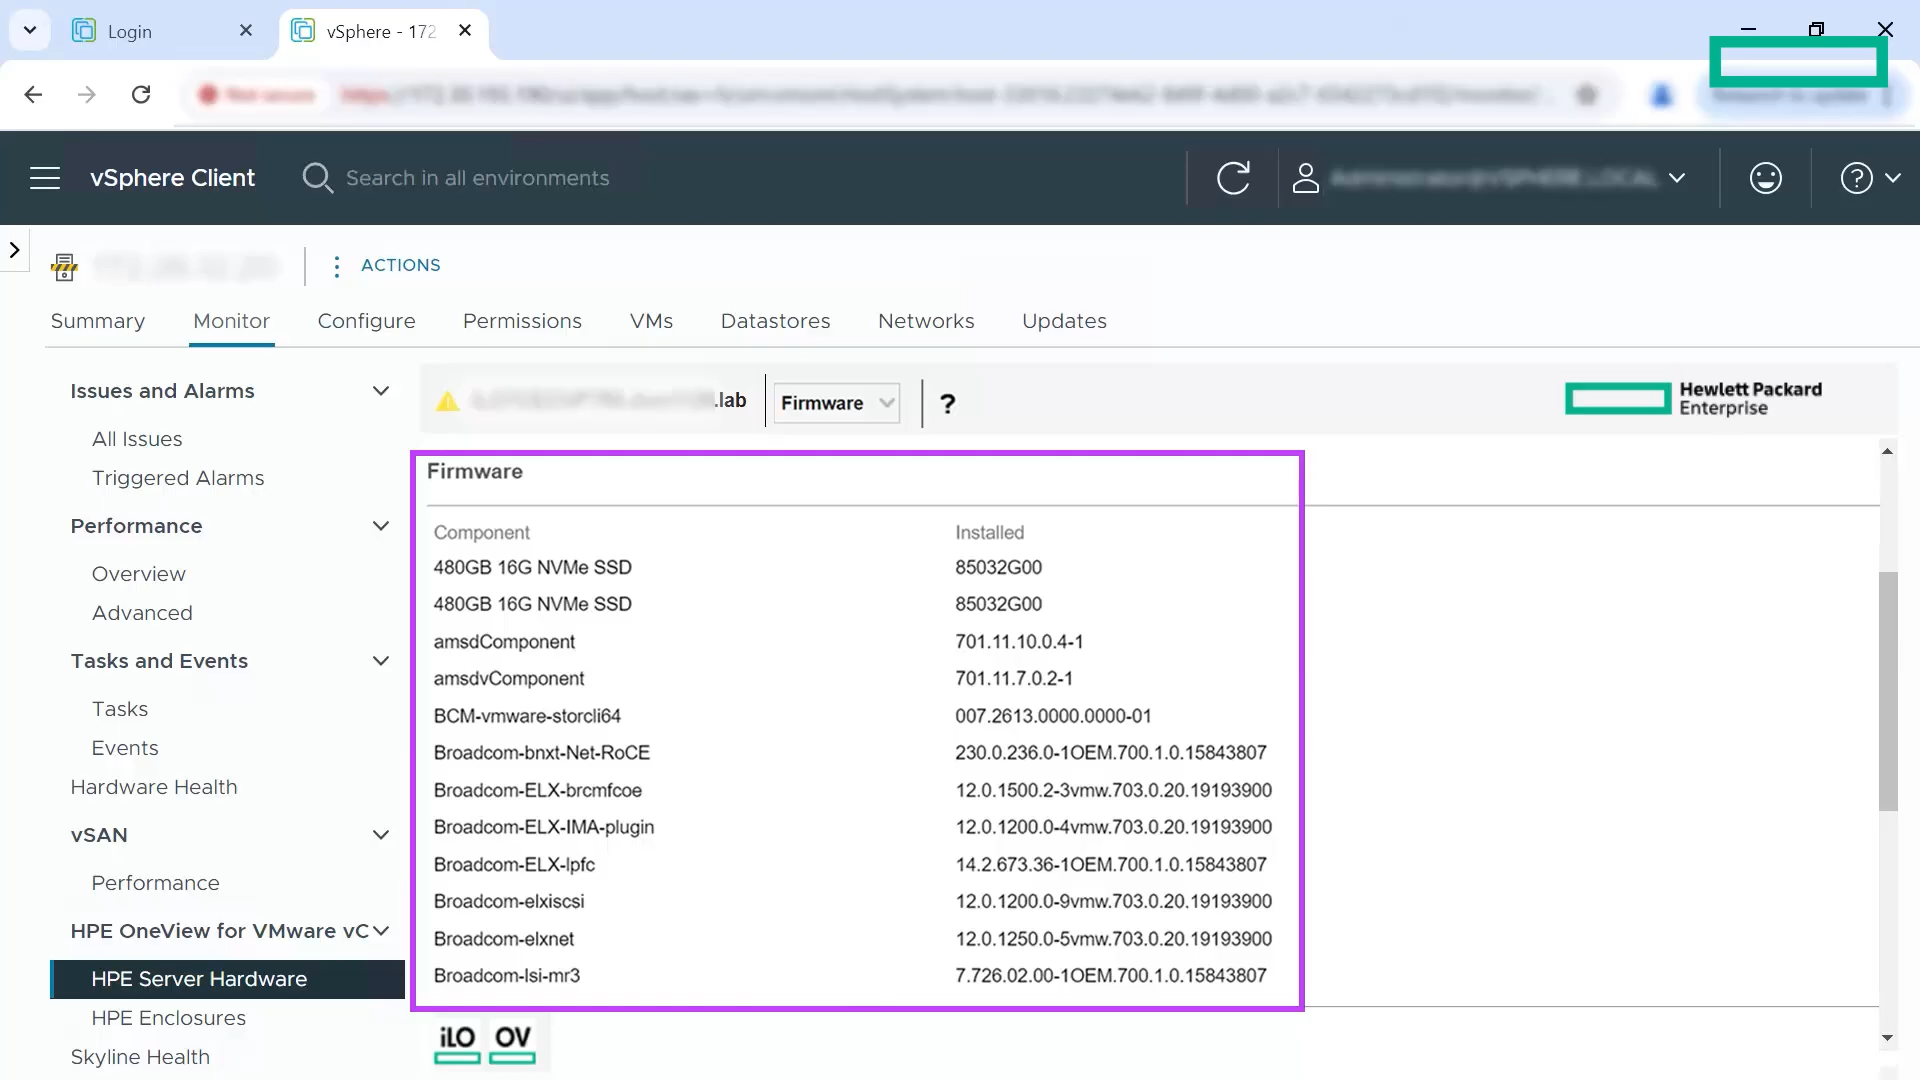 Login
vSphere - 172
vSphere Client
Search in all environments
ACTIONS
Summary
Monitor
Configure
Permissions
VMs
Datastores
Networks
Updates
Issues and Alarms
All Issues
Triggered Alarms
Performance
Overview
Advanced
Tasks and Events
Tasks
Events
Hardware Health
vSAN
Performance
HPE OneView for VMware vC
HPE Server Hardware
HPE Enclosures
Skyline Health
.lab
Firmware
?
Hewlett Packard
Enterprise
Firmware
Component Installed
480GB 16G NVMe SSD 85032G00
480GB 16G NVMe SSD 85032G00
amsdComponent 701.11.10.0.4-1
amsdvComponent 701.11.7.0.2-1
BCM-vmware-storcli64 007.2613.0000.0000-01
Broadcom-bnxt-Net-RoCE 230.0.236.0-1OEM.700.1.0.15843807
Broadcom-ELX-brcmfcoe 12.0.1500.2-3vmw.703.0.20.19193900
Broadcom-ELX-IMA-plugin 12.0.1200.0-4vmw.703.0.20.19193900
Broadcom-ELX-lpfc 14.2.673.36-1OEM.700.1.0.15843807
Broadcom-elxiscsi 12.0.1200.0-9vmw.703.0.20.19193900
Broadcom-elxnet 12.0.1250.0-5vmw.703.0.20.19193900
Broadcom-lsi-mr3 7.726.02.00-1OEM.700.1.0.15843807
iLO OV